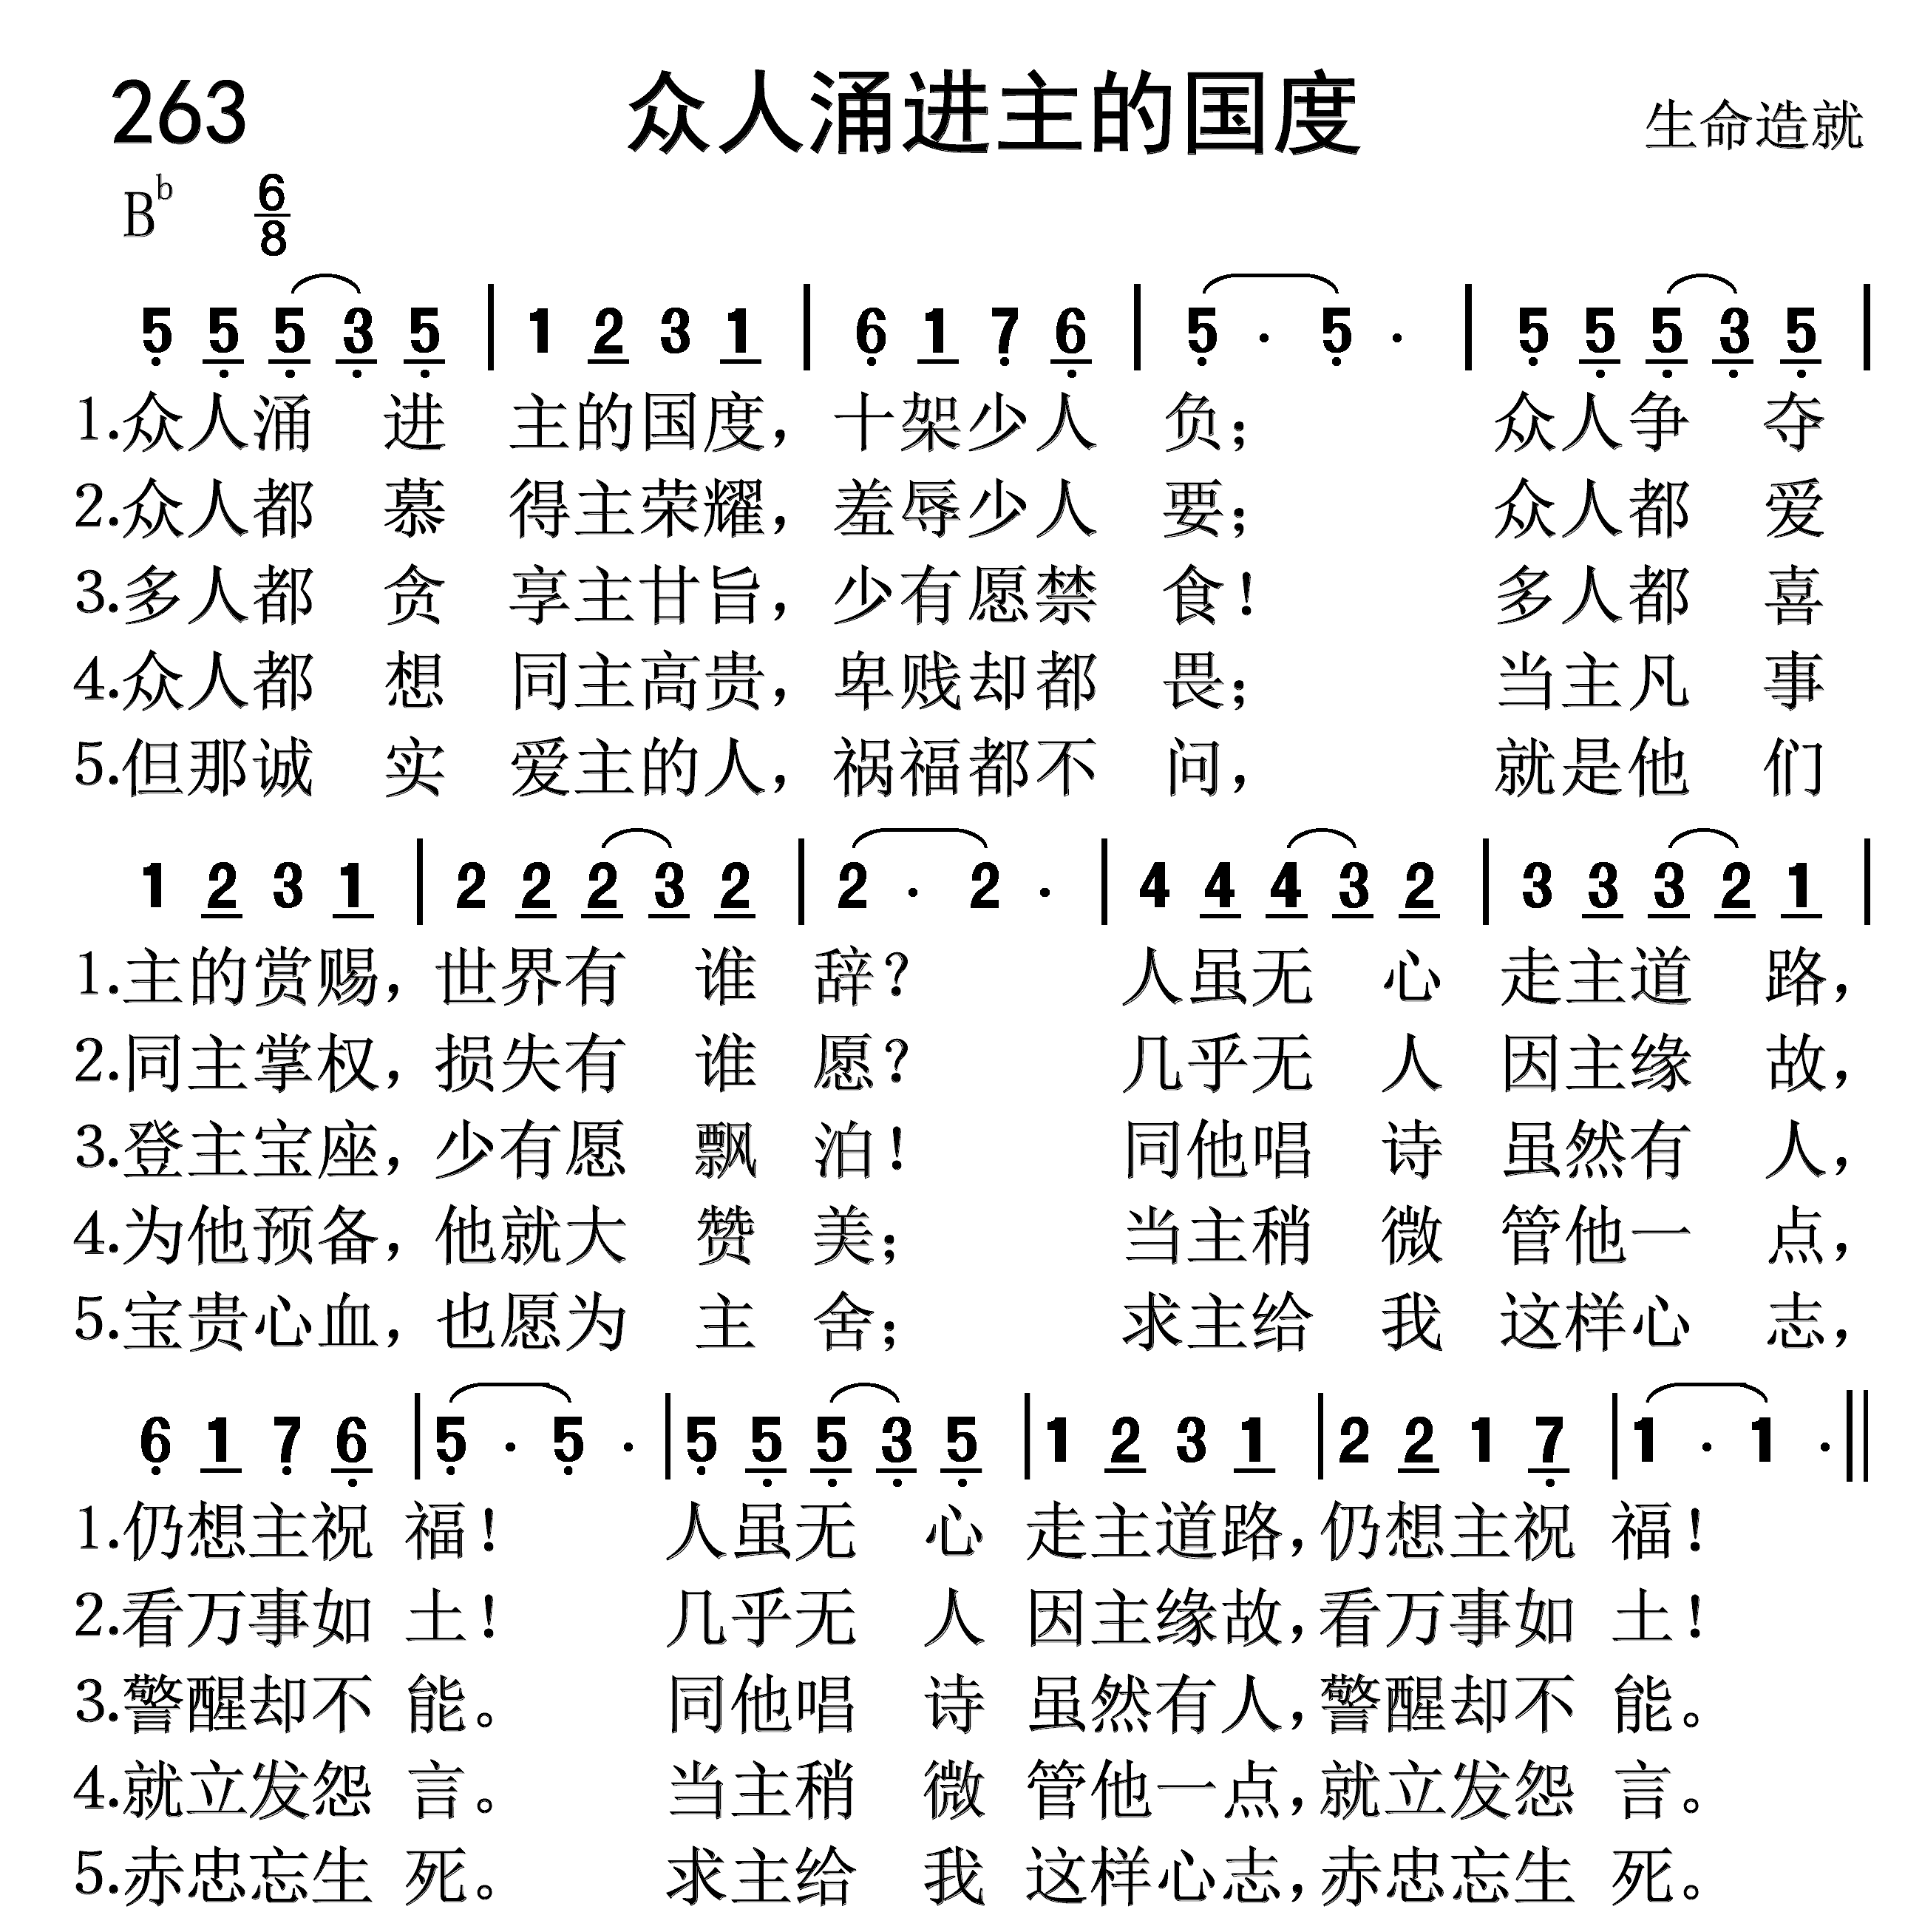 263 众人涌进主的国度 生命造就
B♭ 6/8
5̣ 5̣ 5̣ 3̣ 5̣ | 1 2 3 1 | 6̣ 1 7̣ 6̣ | 5̣ · 5̣ · | 5̣ 5̣ 5̣ 3̣ 5̣ |
1.众人涌 进 主的国度，十架少人 负； 众人争 夺
2.众人都 慕 得主荣耀，羞辱少人 要； 众人都 爱
3.多人都 贪 享主甘旨，少有愿禁 食！ 多人都 喜
4.众人都 想 同主高贵，卑贱却都 畏； 当主凡 事
5.但那诚 实 爱主的人，祸福都不 问， 就是他 们
1 2 3 1 | 2 2 2 3 2 | 2 · 2 · | 4 4 4 3 2 | 3 3 3 2 1 |
1.主的赏赐，世界有 谁 辞？ 人虽无 心 走主道 路，
2.同主掌权，损失有 谁 愿？ 几乎无 人 因主缘 故，
3.登主宝座，少有愿 飘 泊！ 同他唱 诗 虽然有 人，
4.为他预备，他就大 赞 美； 当主稍 微 管他一 点，
5.宝贵心血，也愿为 主 舍； 求主给 我 这样心 志，
6̣ 1 7̣ 6̣ | 5̣ · 5̣ · | 5̣ 5̣ 5̣ 3̣ 5̣ | 1 2 3 1 | 2 2 1 7̣ | 1 · 1 · ||
1.仍想主祝 福！ 人虽无 心 走主道路，仍想主祝 福！
2.看万事如 土！ 几乎无 人 因主缘故，看万事如 土！
3.警醒却不 能。 同他唱 诗 虽然有人，警醒却不 能。
4.就立发怨 言。 当主稍 微 管他一点，就立发怨 言。
5.赤忠忘生 死。 求主给 我 这样心志，赤忠忘生 死。